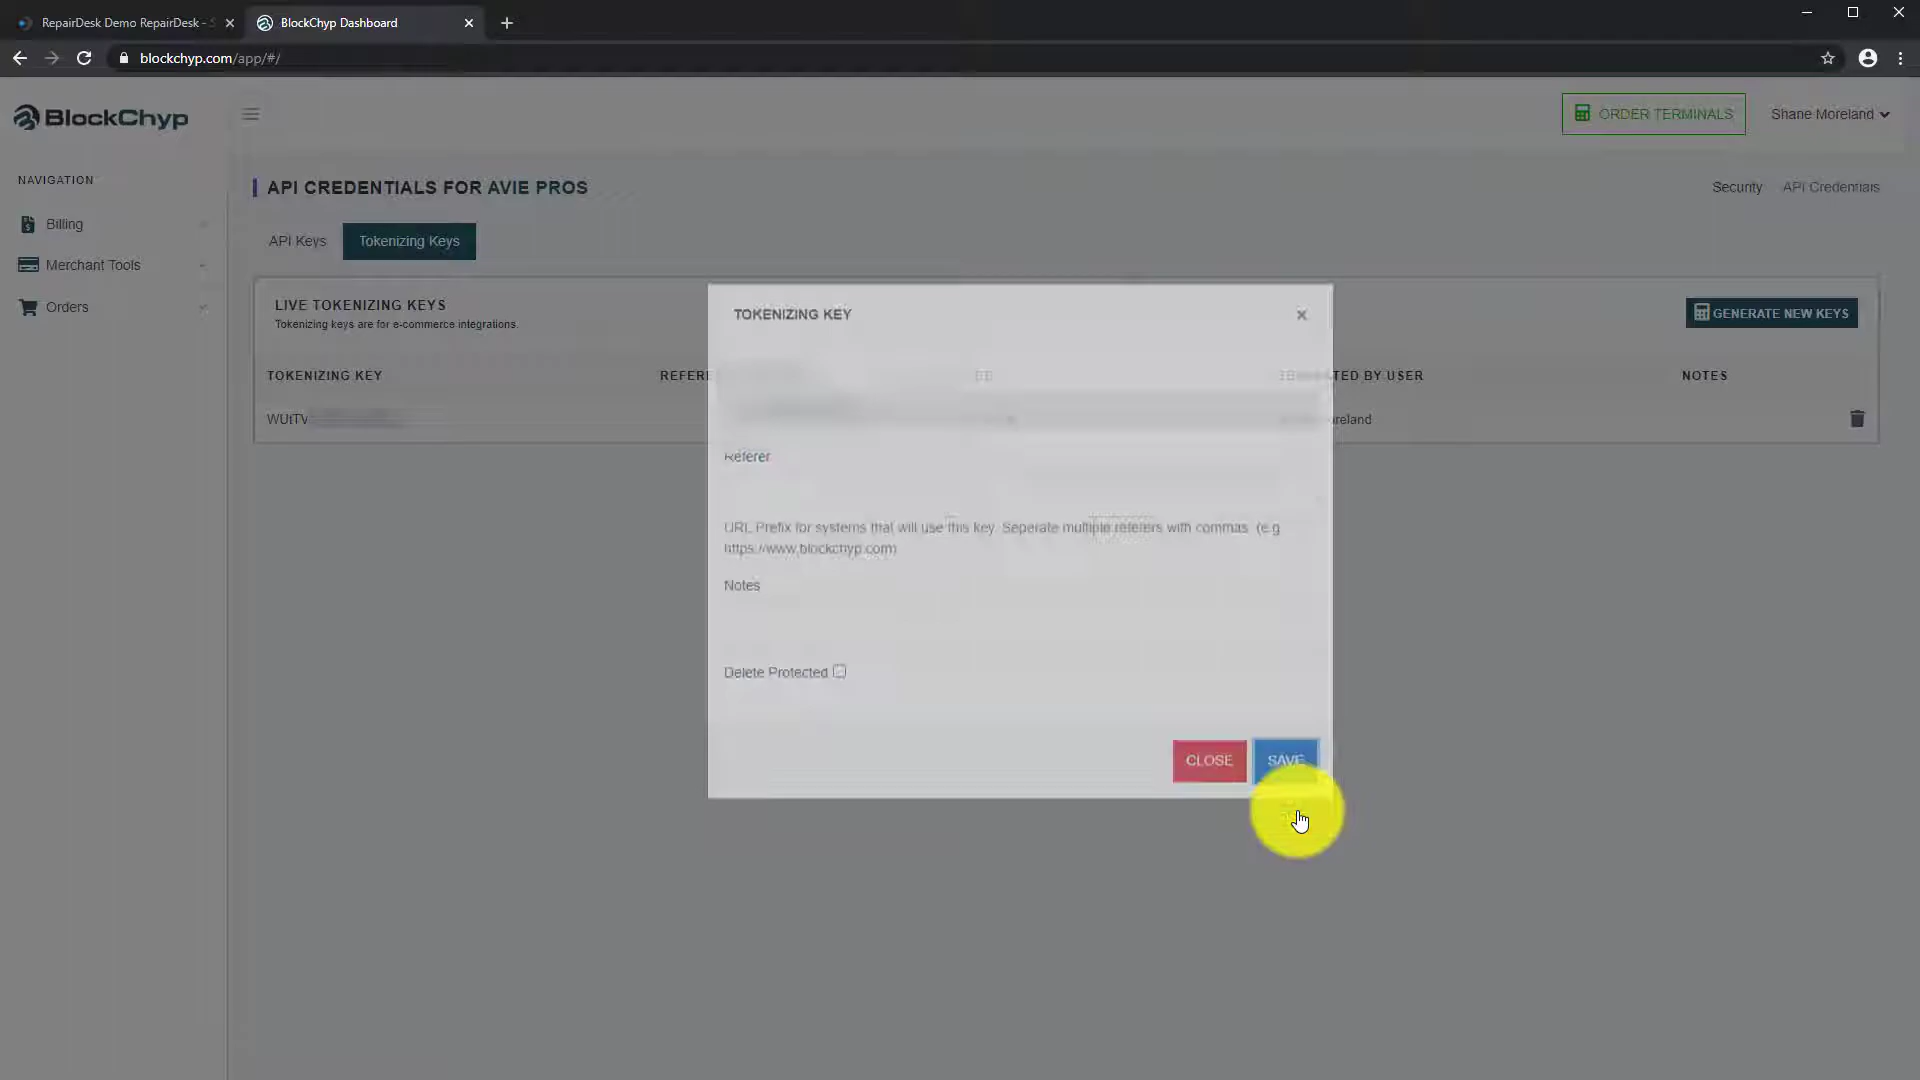 RepairDesk Demo RepairDesk - S
BlockChyp Dashboard
blockchyp.com/app/#/
BlockChyp
ORDER TERMINALS
Shane Moreland
NAVIGATION
Billing
Merchant Tools
Orders
API CREDENTIALS FOR AVIE PROS
Security
API Credentials
API Keys
Tokenizing Keys
LIVE TOKENIZING KEYS
Tokenizing keys are for e-commerce integrations.
GENERATE NEW KEYS
TOKENIZING KEY
REFERE
TED BY USER
NOTES
WUtTV
reland
TOKENIZING KEY
×
Referer
URL Prefix for systems that will use this key. Seperate multiple referers with commas. (e.g
https://www.blockchyp.com)
Notes
Delete Protected
CLOSE
SAVE